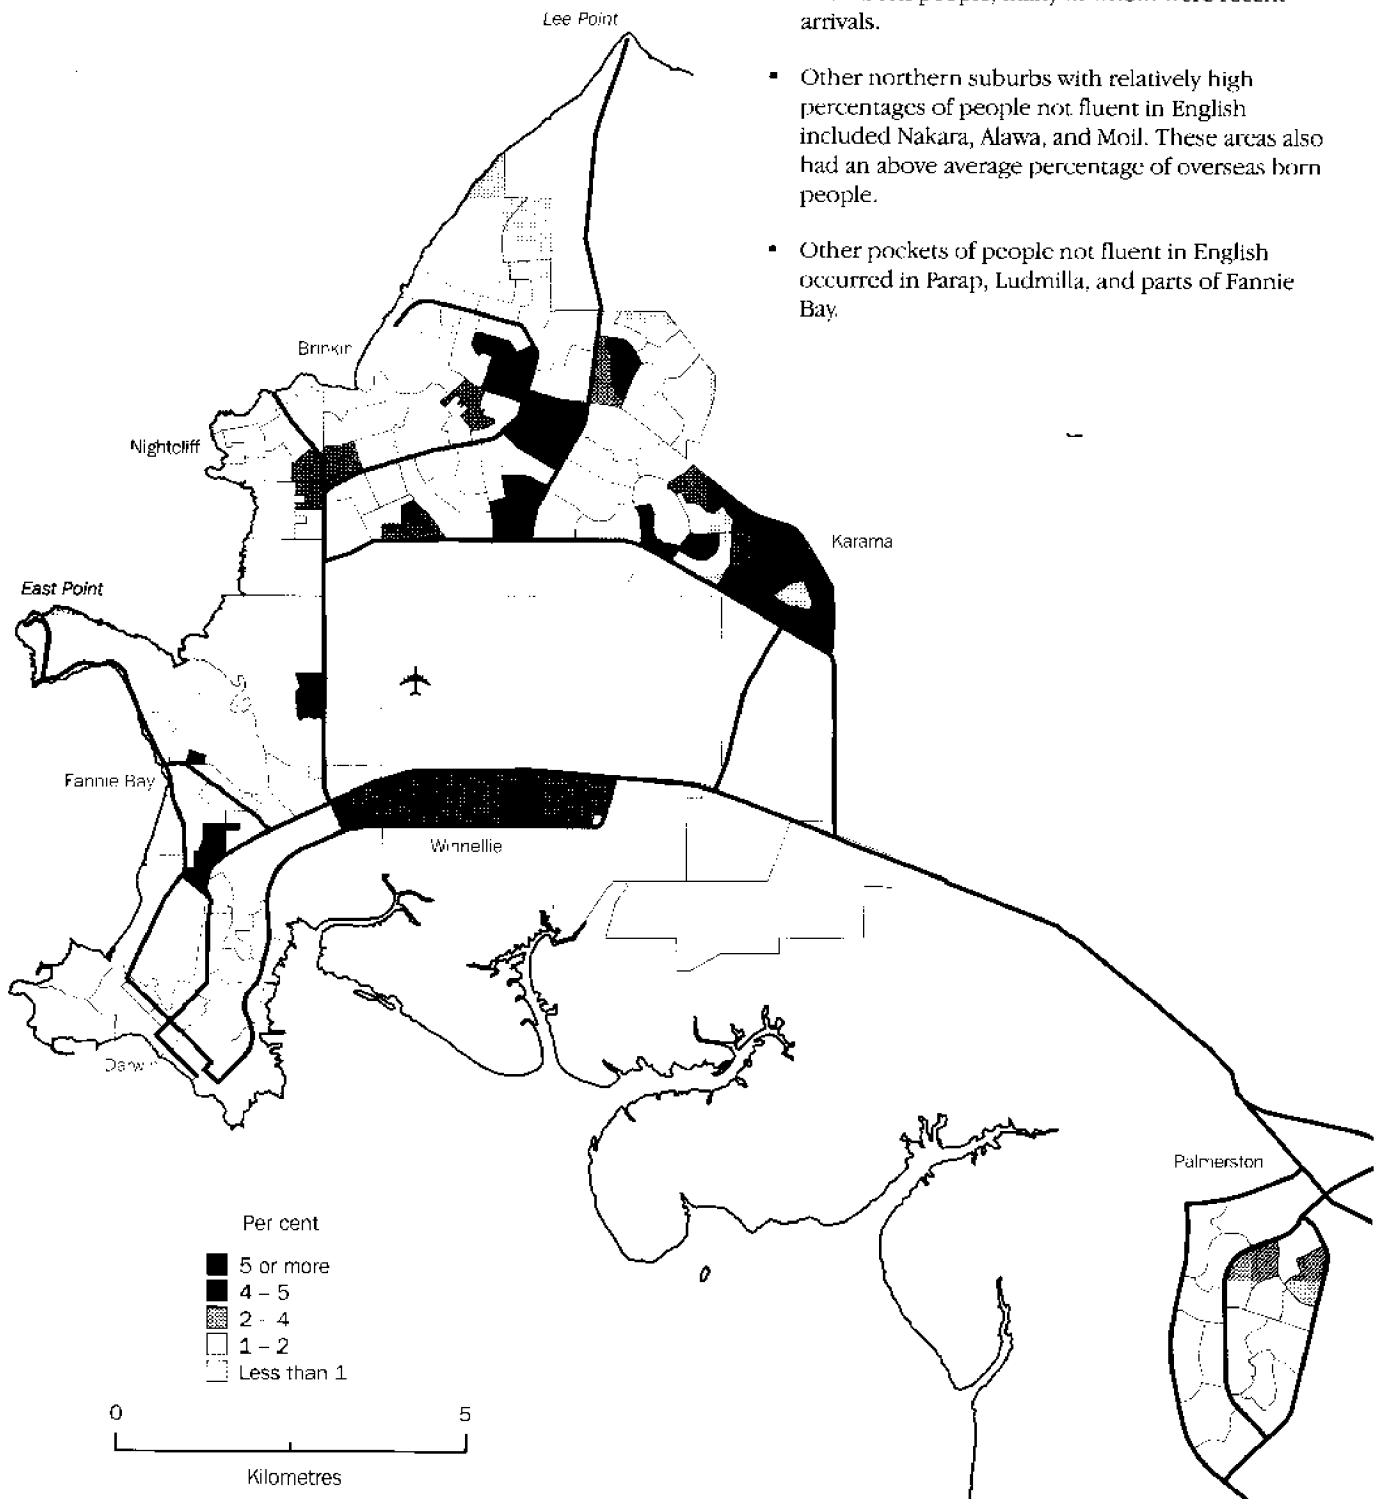 Lee Point
arrivals.
▪ Other northern suburbs with relatively high
percentages of people not fluent in English
included Nakara, Alawa, and Moil. These areas also
had an above average percentage of overseas born
people.
▪ Other pockets of people not fluent in English
occurred in Parap, Ludmilla, and parts of Fannie
Bay.
Brinkin
Nightcliff
Karama
East Point
Fannie Bay
Winnellie
Darwin
Palmerston
Per cent
5 or more
4 – 5
2 - 4
1 – 2
Less than 1
0 5
Kilometres